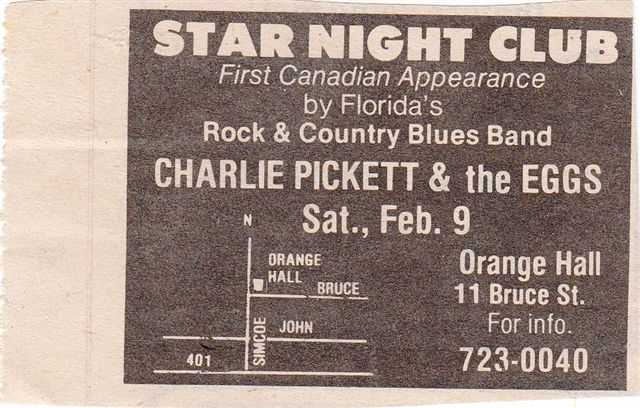 STAR NIGHT CLUB
First Canadian Appearance
by Florida's
Rock & Country Blues Band
CHARLIE PICKETT & the EGGS
Sat., Feb. 9
N
ORANGE
HALL
BRUCE
SIMCOE
JOHN
401
Orange Hall
11 Bruce St.
For info.
723-0040